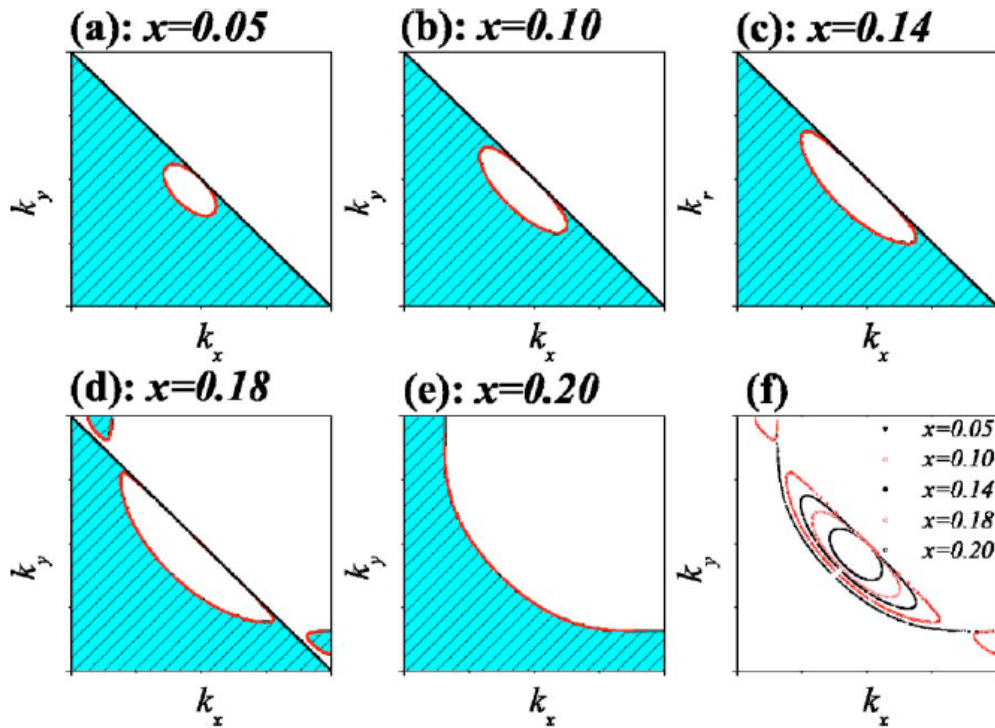 (a): x=0.05
(b): x=0.10
(c): x=0.14
k_y
k_y
k_r
k_x
k_x
k_x
(d): x=0.18
(e): x=0.20
(f)
x=0.05
x=0.10
x=0.14
x=0.18
x=0.20
k_y
k_y
k_y
k_x
k_x
k_x